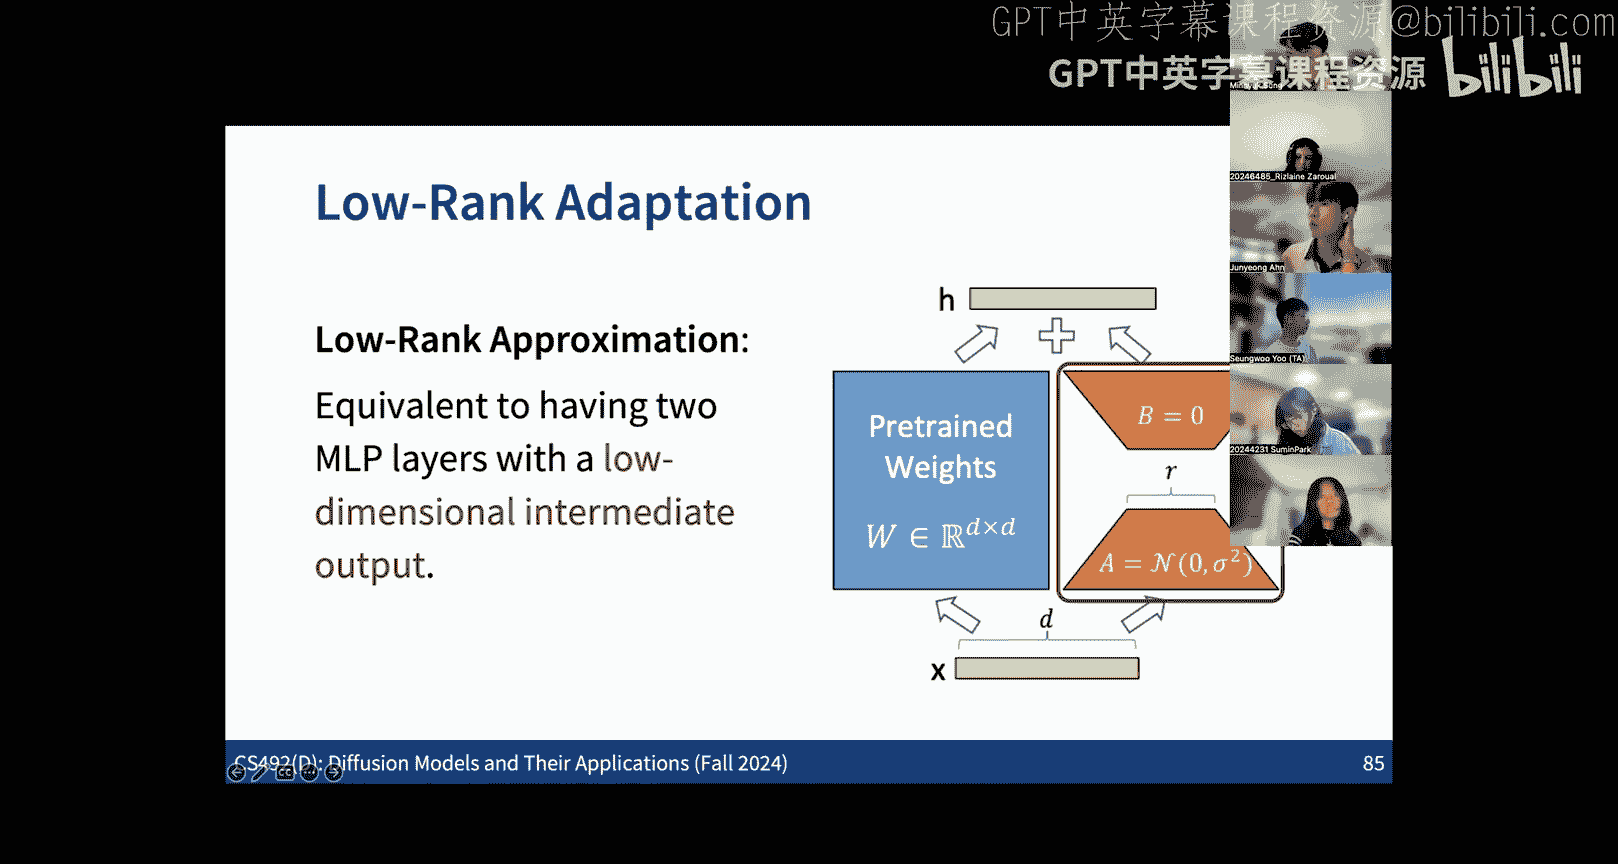 GPT中英字幕课程资源@bilibili.com
GPT中英字幕课程资源 bilibili
Low-Rank Adaptation
Low-Rank Approximation:
Equivalent to having two
MLP layers with a low-
dimensional intermediate
output.
h
Pretrained
Weights
W ∈ ℝ^{d×d}
B = 0
r
A = 𝒩(0, σ²)
d
x
20246485_Rizlaine Zaroual
Junyeong Ahn
Seungwoo Yoo (TA)
20244231 SuminPark
CS492(D): Diffusion Models and Their Applications (Fall 2024)
85